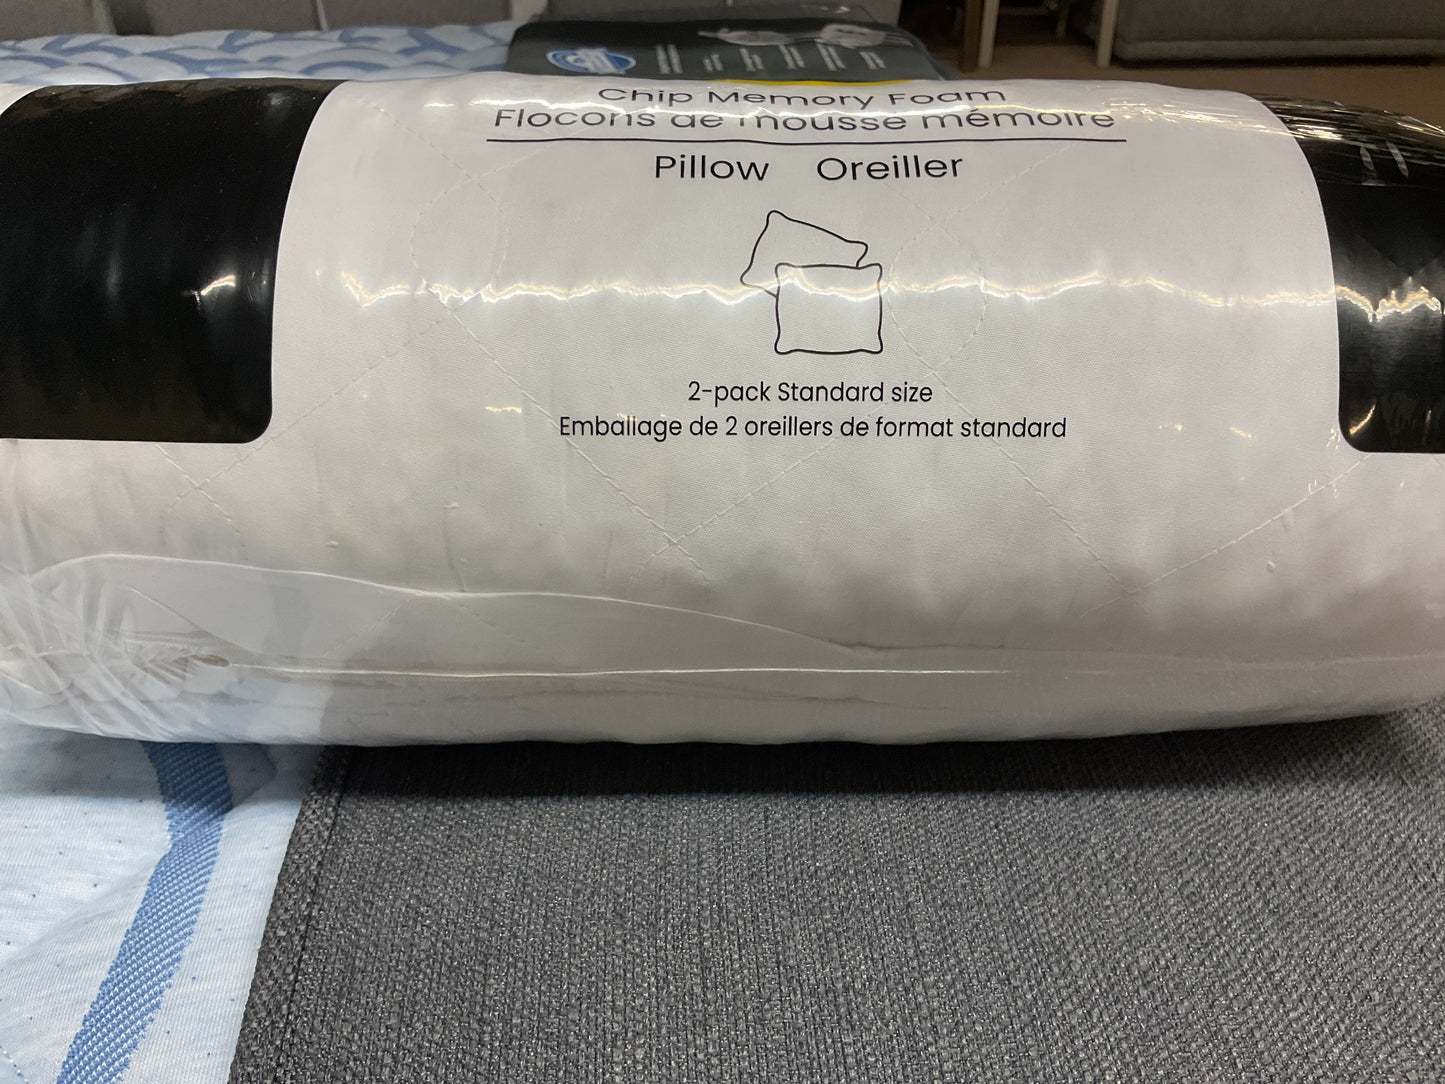 Chip Memory Foam
Flocons de mousse mémoire
Pillow Oreiller
2-pack Standard size
Emballage de 2 oreillers de format standard